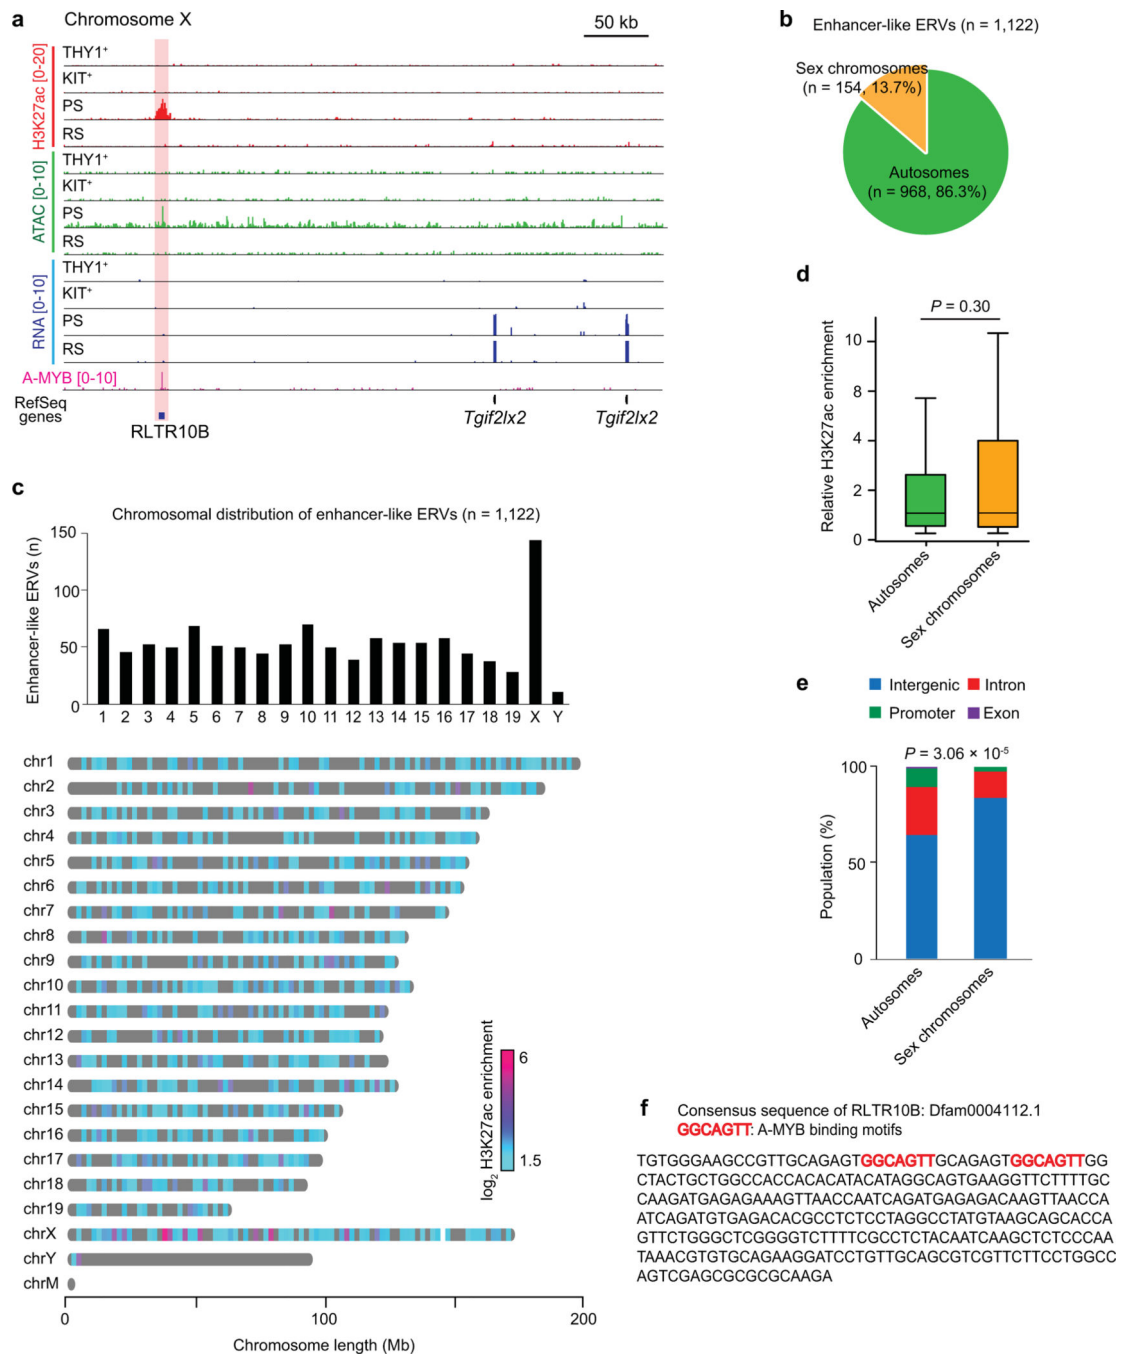 a
Chromosome X
50 kb
H3K27ac [0-20]
THY1⁺
KIT⁺
PS
RS
ATAC [0-10]
THY1⁺
KIT⁺
PS
RS
RNA [0-10]
THY1⁺
KIT⁺
PS
RS
A-MYB [0-10]
RefSeq
genes
RLTR10B
Tgif2lx2
Tgif2lx2
b
Enhancer-like ERVs (n = 1,122)
Sex chromosomes
(n = 154, 13.7%)
Autosomes
(n = 968, 86.3%)
c
Chromosomal distribution of enhancer-like ERVs (n = 1,122)
Enhancer-like ERVs (n)
150
100
50
0
1 2 3 4 5 6 7 8 9 10 11 12 13 14 15 16 17 18 19 X Y
chr1
chr2
chr3
chr4
chr5
chr6
chr7
chr8
chr9
chr10
chr11
chr12
chr13
chr14
chr15
chr16
chr17
chr18
chr19
chrX
chrY
chrM
log₂ H3K27ac enrichment
6
1.5
0 100 200
Chromosome length (Mb)
d
P = 0.30
Relative H3K27ac enrichment
10
8
4
2
0
Autosomes
Sex chromosomes
e
Intergenic Intron
Promoter Exon
P = 3.06 × 10⁻⁵
Population (%)
100
50
0
Autosomes
Sex chromosomes
f
Consensus sequence of RLTR10B: Dfam0004112.1
GGCAGTT: A-MYB binding motifs
TGTGGGAAGCCGTTGCAGAGTGGCAGTTGCAGAGTGGCAGTTGG
CTACTGCTGGCCACCACACATACATAGGCAGTGAAGGTTCTTTTGC
CAAGATGAGAGAAAGTTAACCAATCAGATGAGAGACAAGTTAACCA
ATCAGATGTGAGACACGCCTCTCCTAGGCCTATGTAAGCAGCACCA
GTTCTGGGCTCGGGGTCTTTTCGCCTCTACAATCAAGCTCTCCCAA
TAAACGTGTGCAGAAGGATCCTGTTGCAGCGTCGTTCTTCCTGGCC
AGTCGAGCGCGCGCAAGA